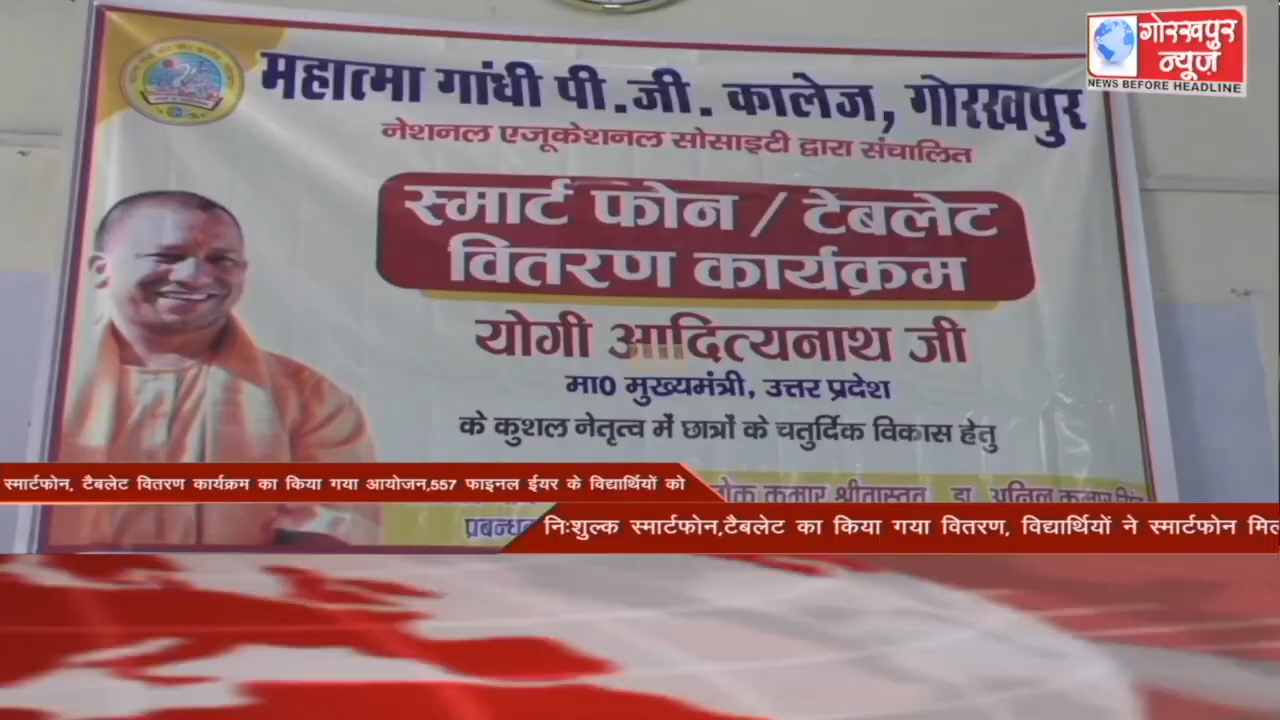 गोरखपुर
न्यूज़
NEWS BEFORE HEADLINE
महात्मा गांधी पी.जी. कालेज, गोरखपुर
नेशनल एजूकेशनल सोसाइटी द्वारा संचालित
स्मार्ट फोन / टेबलेट
वितरण कार्यक्रम
योगी आदित्यनाथ जी
मा0 मुख्यमंत्री, उत्तर प्रदेश
के कुशल नेतृत्व में छात्रों के चतुर्दिक विकास हेतु
स्मार्टफोन, टैबलेट वितरण कार्यक्रम का किया गया आयोजन,557 फाइनल ईयर के विद्यार्थियों को
कुमार श्रीवास्तव डा. अनिल कुमार सिंह
निःशुल्क स्मार्टफोन,टैबलेट का किया गया वितरण, विद्यार्थियों ने स्मार्टफोन